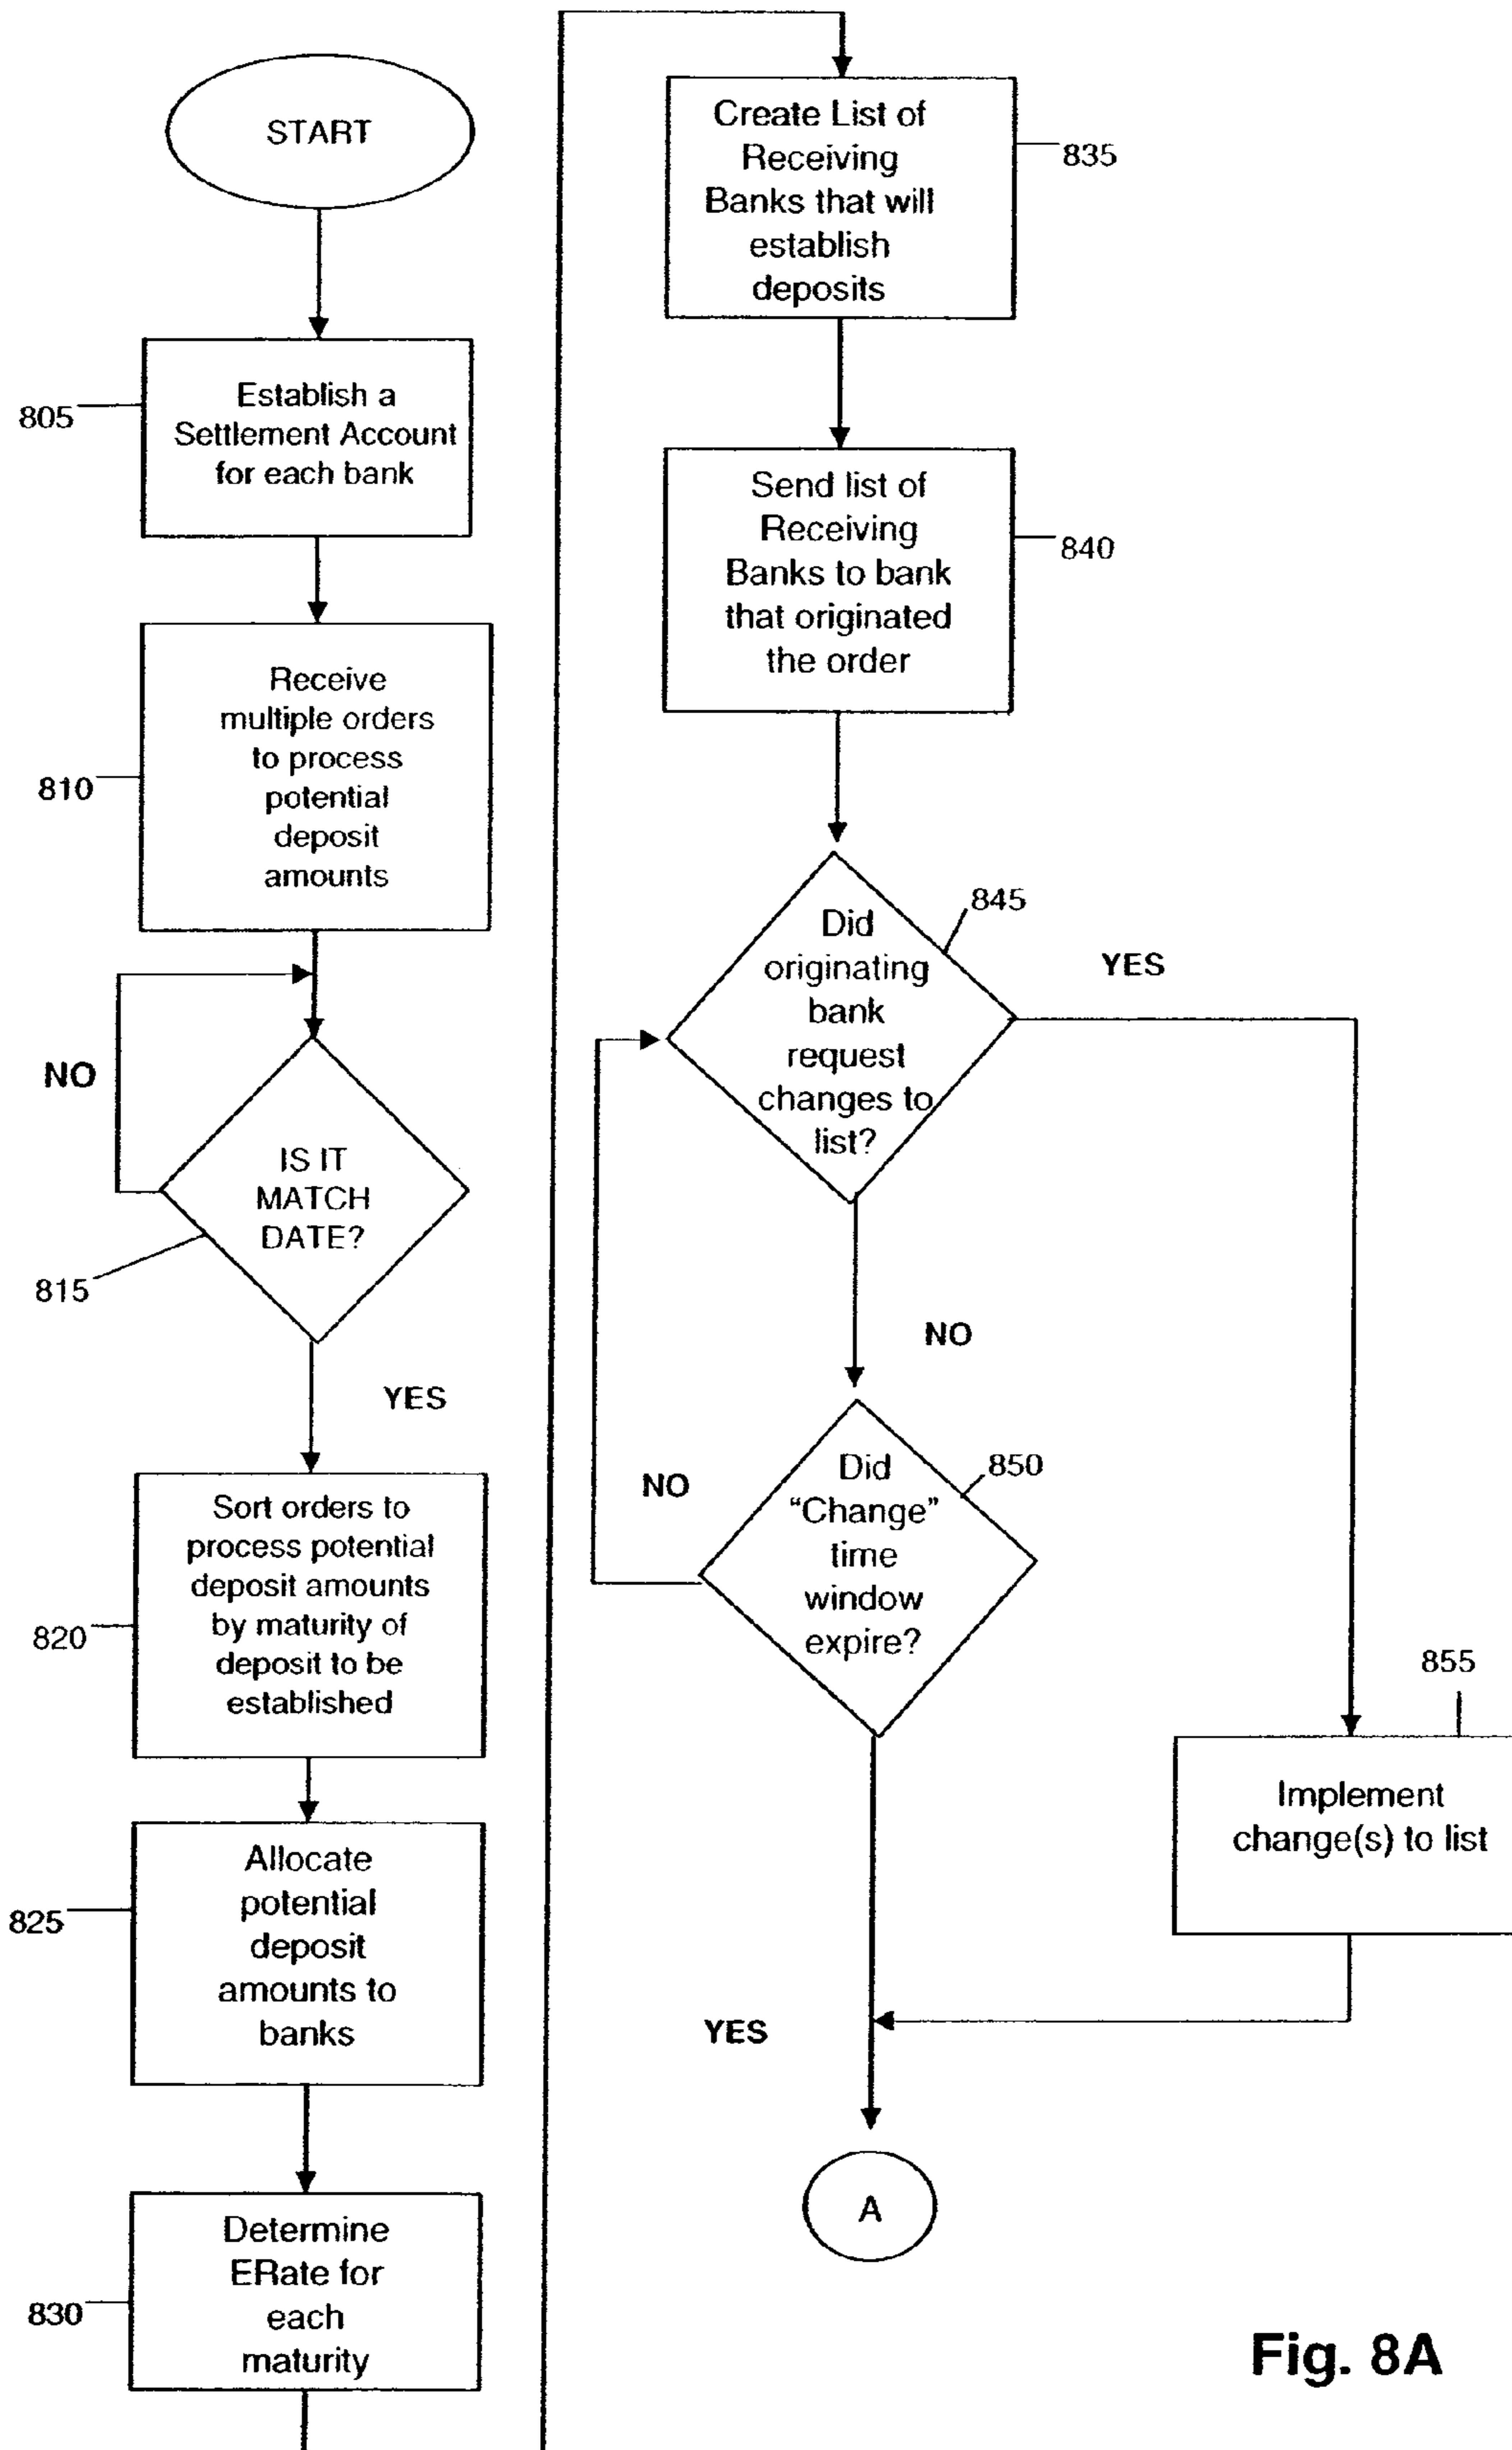 START
805
Establish a
Settlement Account
for each bank
810
Receive
multiple orders
to process
potential
deposit
amounts
NO
IS IT
MATCH
DATE?
815
YES
820
Sort orders to
process potential
deposit amounts
by maturity of
deposit to be
established
825
Allocate
potential
deposit
amounts to
banks
830
Determine
ERate for
each
maturity
Create List of
Receiving
Banks that will
establish
deposits
835
Send list of
Receiving
Banks to bank
that originated
the order
840
Did
originating
bank
request
changes to
list?
845
YES
NO
Did
“Change”
time
window
expire?
850
NO
855
Implement
change(s) to list
YES
A
Fig. 8A